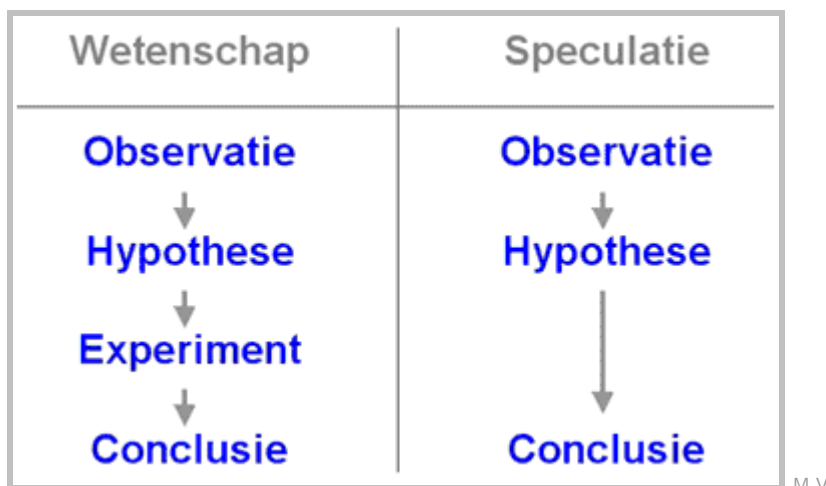 Wetenschap
Speculatie
Observatie
Observatie
Hypothese
Hypothese
Experiment
Conclusie
Conclusie